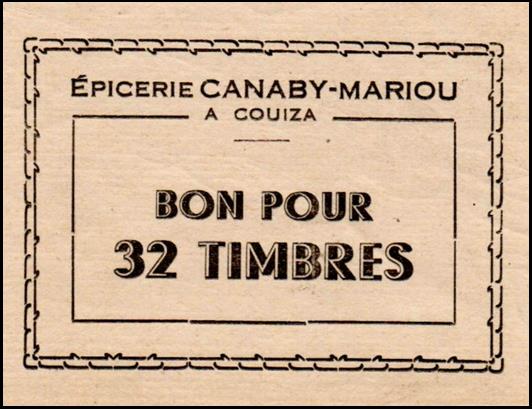 ÉPICERIE CANABY-MARIOU
A COUIZA
BON POUR
32 TIMBRES